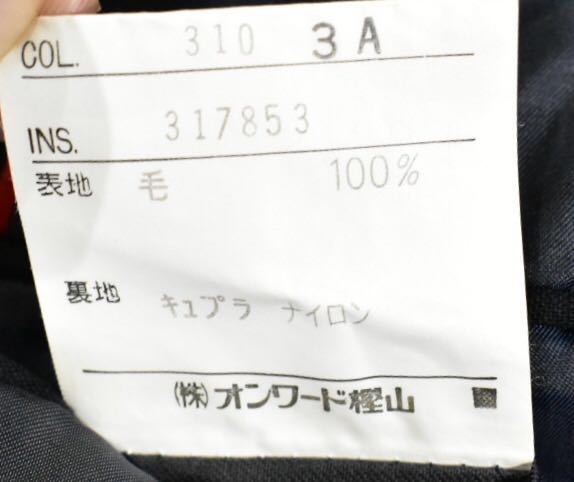 COL. 310 3A
INS. 317853
表地 毛 100%
裏地 キュプラ ナイロン
(株)オンワード樫山